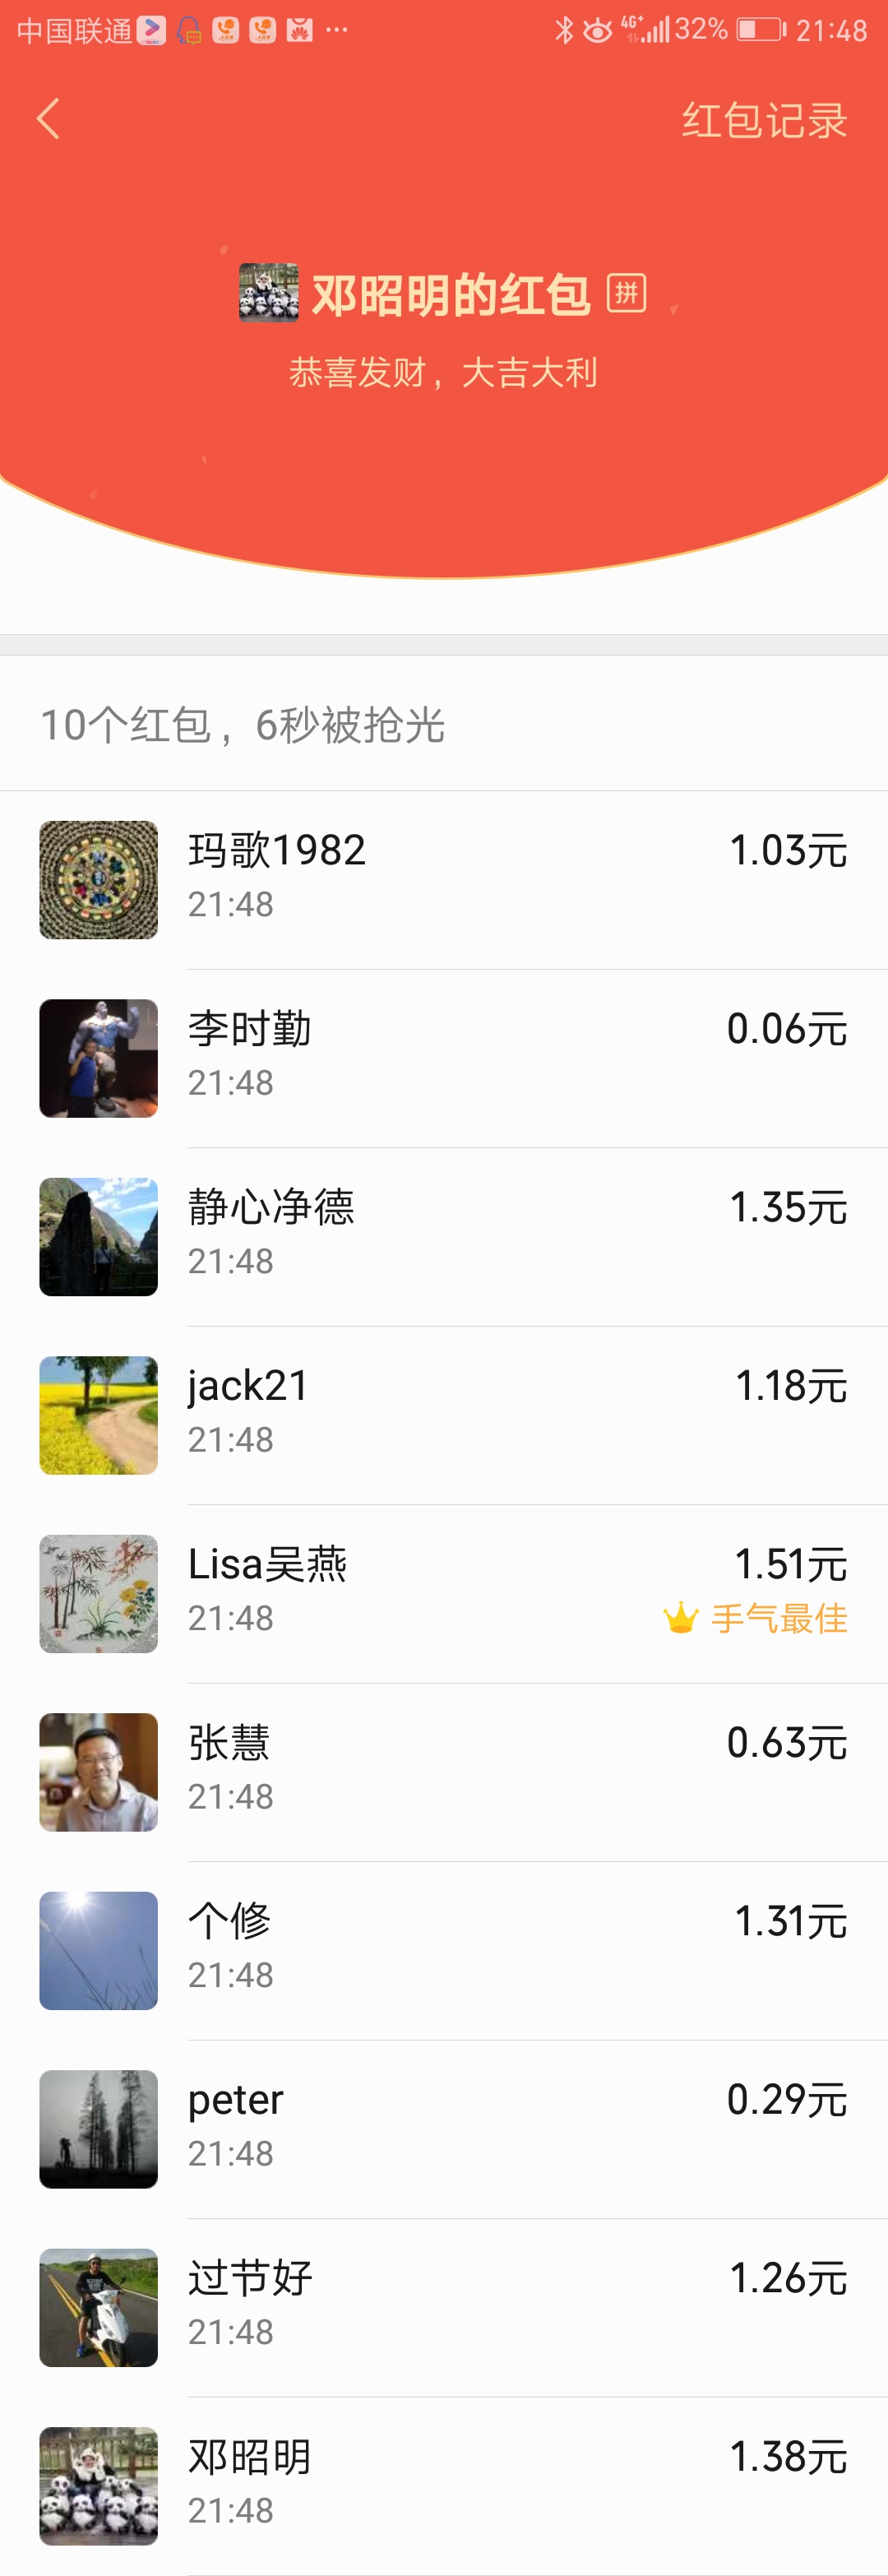 中国联通 4G+ 32% 21:48
红包记录
邓昭明的红包 拼
恭喜发财，大吉大利
10个红包，6秒被抢光
玛歌1982 1.03元
21:48
李时勤 0.06元
21:48
静心净德 1.35元
21:48
jack21 1.18元
21:48
Lisa吴燕 1.51元
21:48 手气最佳
张慧 0.63元
21:48
个修 1.31元
21:48
peter 0.29元
21:48
过节好 1.26元
21:48
邓昭明 1.38元
21:48